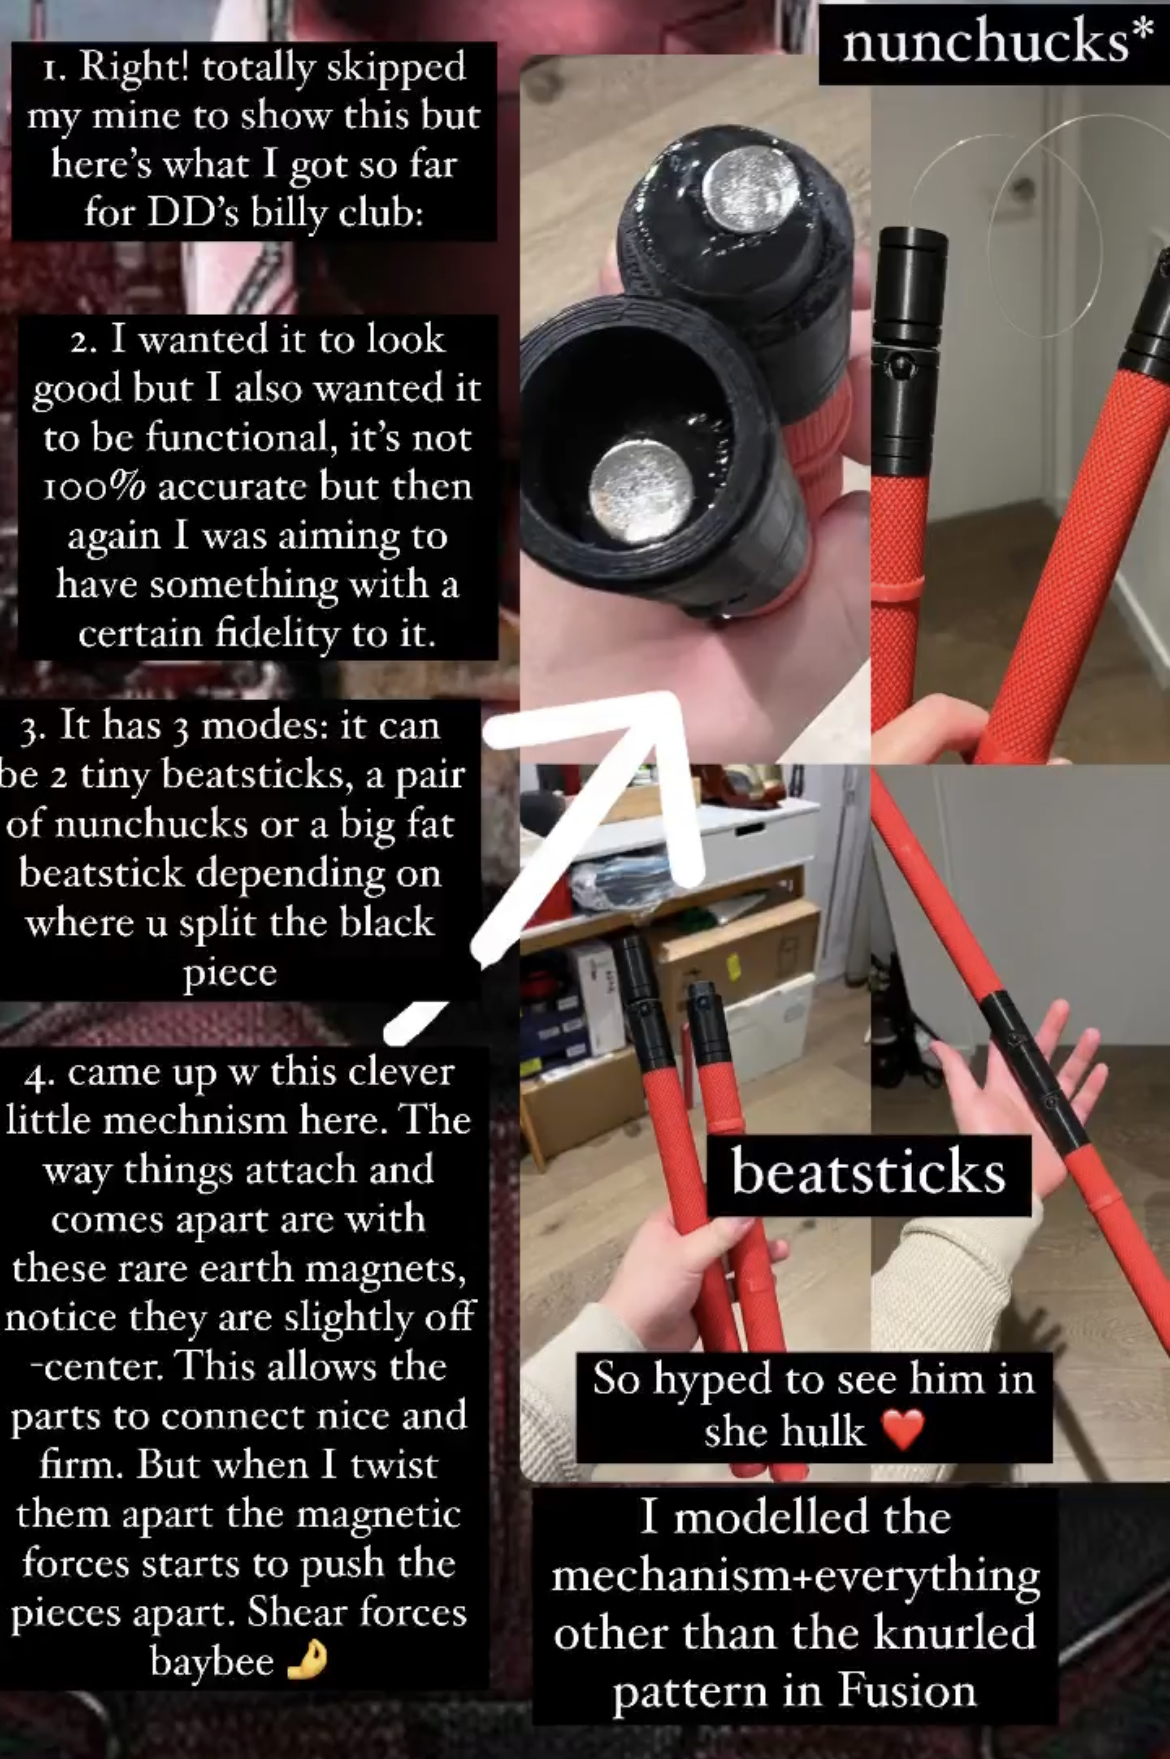 nunchucks*
1. Right! totally skipped
my mine to show this but
here's what I got so far
for DD's billy club:
2. I wanted it to look
good but I also wanted it
to be functional, it's not
100% accurate but then
again I was aiming to
have something with a
certain fidelity to it.
3. It has 3 modes: it can
be 2 tiny beatsticks, a pair
of nunchucks or a big fat
beatstick depending on
where u split the black
piece
4. came up w this clever
little mechnism here. The
way things attach and
comes apart are with
these rare earth magnets,
notice they are slightly off
-center. This allows the
parts to connect nice and
firm. But when I twist
them apart the magnetic
forces starts to push the
pieces apart. Shear forces
baybee 🤌
beatsticks
So hyped to see him in
she hulk ❤️
I modelled the
mechanism+everything
other than the knurled
pattern in Fusion